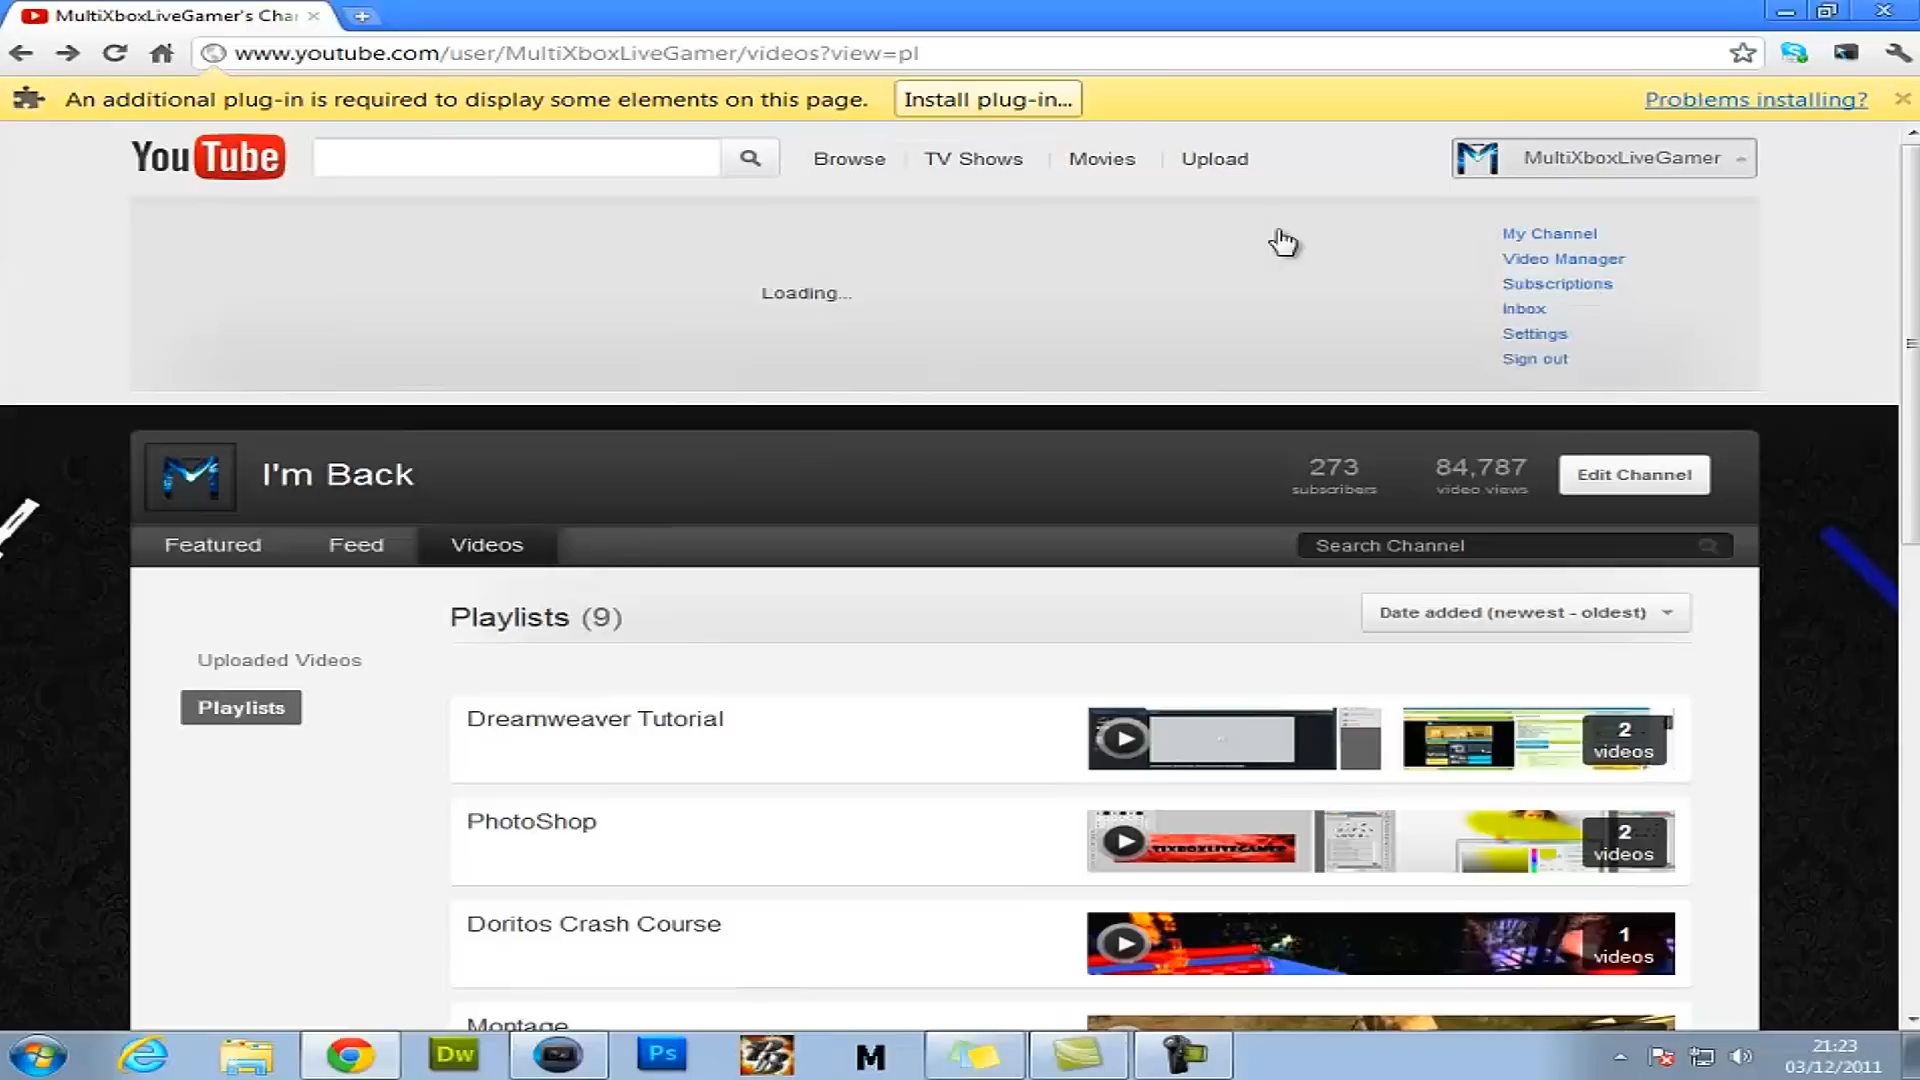 MultiXboxLiveGamer's Cha
www.youtube.com/user/MultiXboxLiveGamer/videos?view=pl
An additional plug-in is required to display some elements on this page.
Install plug-in...
Problems installing?
YouTube
Browse
TV Shows
Movies
Upload
MultiXboxLiveGamer
My Channel
Video Manager
Subscriptions
Inbox
Settings
Sign out
Loading...
I'm Back
273
subscribers
84,787
video views
Edit Channel
Featured
Feed
Videos
Search Channel
Playlists (9)
Date added (newest - oldest)
Uploaded Videos
Playlists
Dreamweaver Tutorial
2
videos
PhotoShop
TIXBOXLIVEGAMER
2
videos
Doritos Crash Course
1
videos
Montage
Dw
Ps
M
21:23
03/12/2011